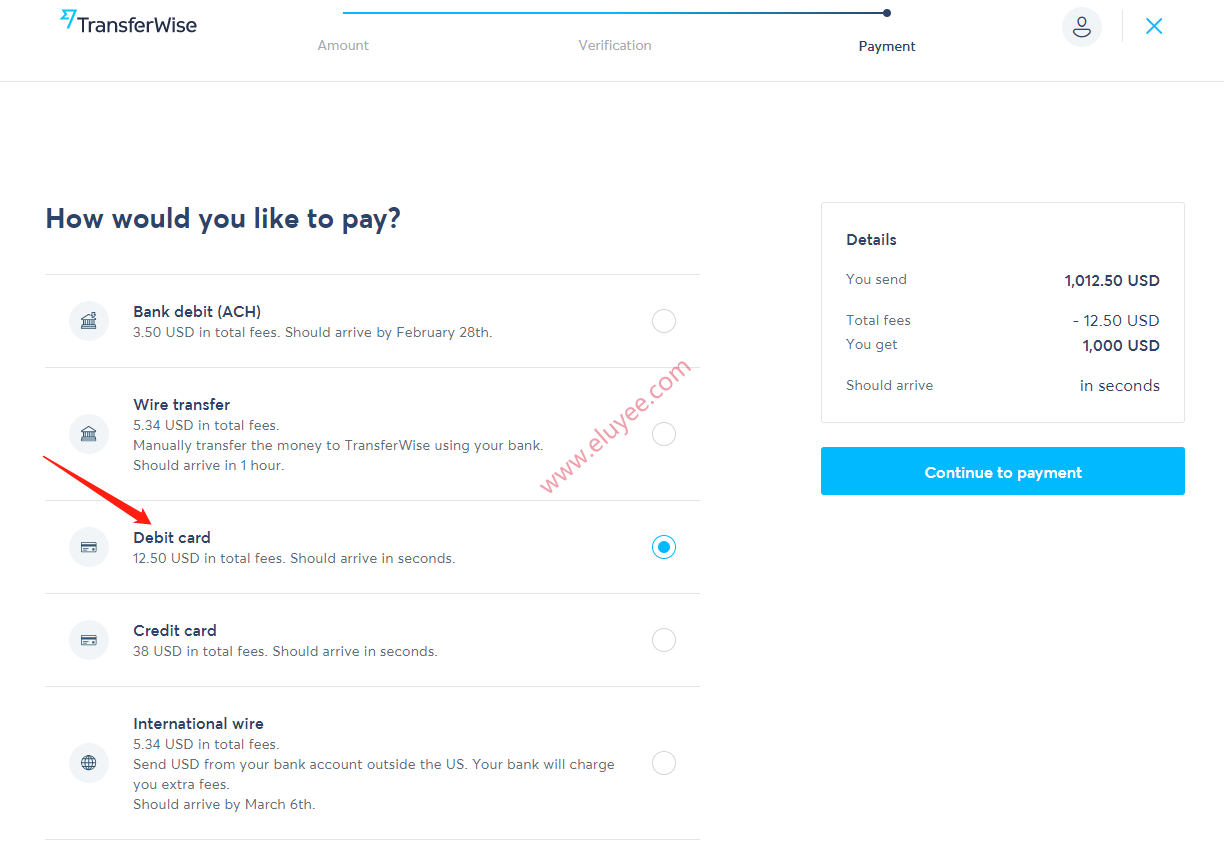 TransferWise
Amount
Verification
Payment
How would you like to pay?
Bank debit (ACH)
3.50 USD in total fees. Should arrive by February 28th.
Wire transfer
5.34 USD in total fees.
Manually transfer the money to TransferWise using your bank.
Should arrive in 1 hour.
Debit card
12.50 USD in total fees. Should arrive in seconds.
Credit card
38 USD in total fees. Should arrive in seconds.
International wire
5.34 USD in total fees.
Send USD from your bank account outside the US. Your bank will charge
you extra fees.
Should arrive by March 6th.
Details
You send 1,012.50 USD
Total fees - 12.50 USD
You get 1,000 USD
Should arrive in seconds
Continue to payment
www.eluyee.com